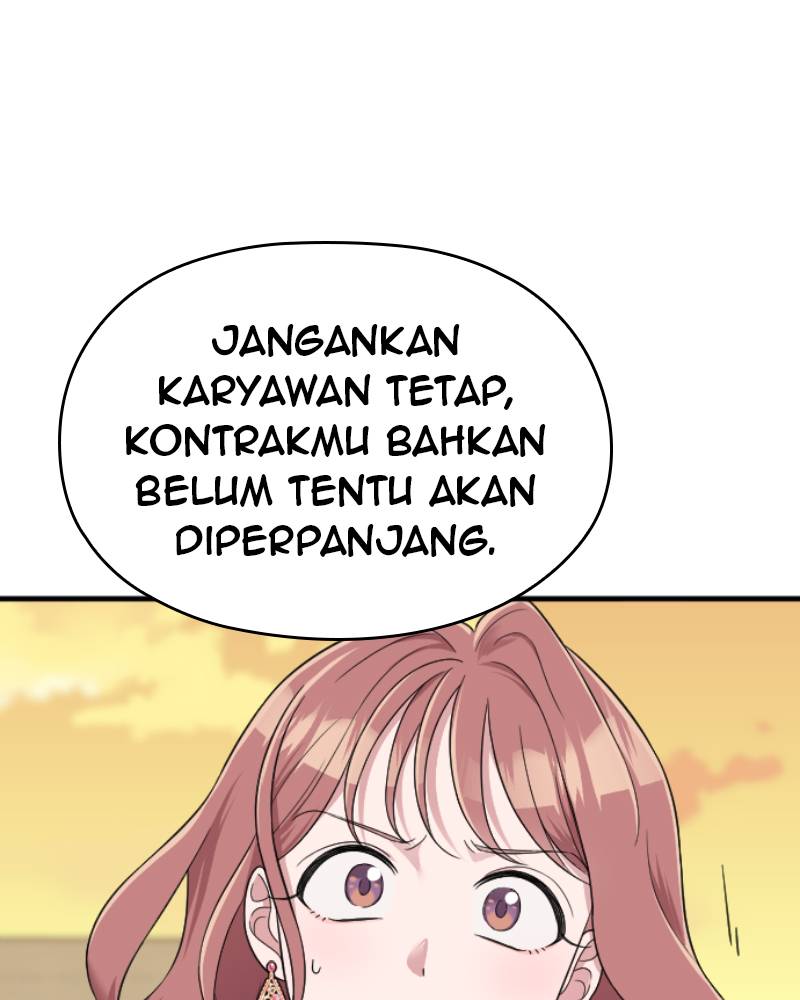 JANGANKAN
KARYAWAN TETAP,
KONTRAKMU BAHKAN
BELUM TENTU AKAN
DIPERPANJANG.